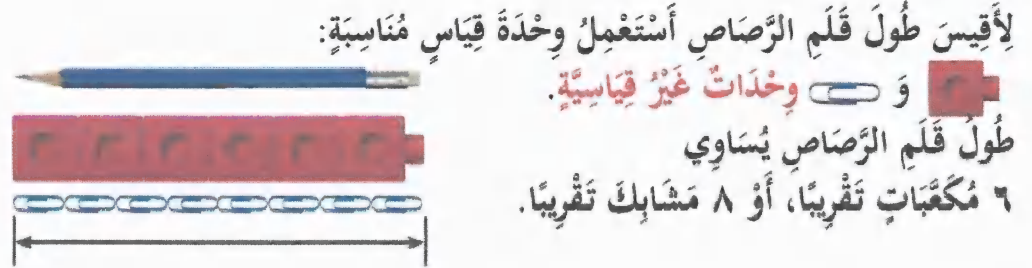 لِأَقِيسَ طُولَ قَلَمِ الرَّصَاصِ أَسْتَعْمِلُ وِحْدَةَ قِيَاسٍ مُنَاسِبَةٍ:
وَ وِحْدَاتٌ غَيْرُ قِيَاسِيَّةٍ.
طُولُ قَلَمِ الرَّصَاصِ يُسَاوِي
٦ مُكَعَّبَاتٍ تَقْرِيبًا، أَوْ ٨ مَشَابِكَ تَقْرِيبًا.